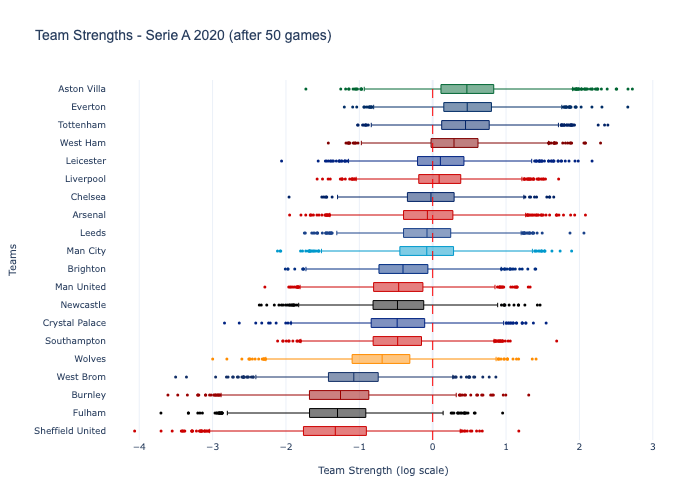 Team Strengths - Serie A 2020 (after 50 games)
Teams
Aston Villa
Everton
Tottenham
West Ham
Leicester
Liverpool
Chelsea
Arsenal
Leeds
Man City
Brighton
Man United
Newcastle
Crystal Palace
Southampton
Wolves
West Brom
Burnley
Fulham
Sheffield United
−4 −3 −2 −1 0 1 2 3
Team Strength (log scale)